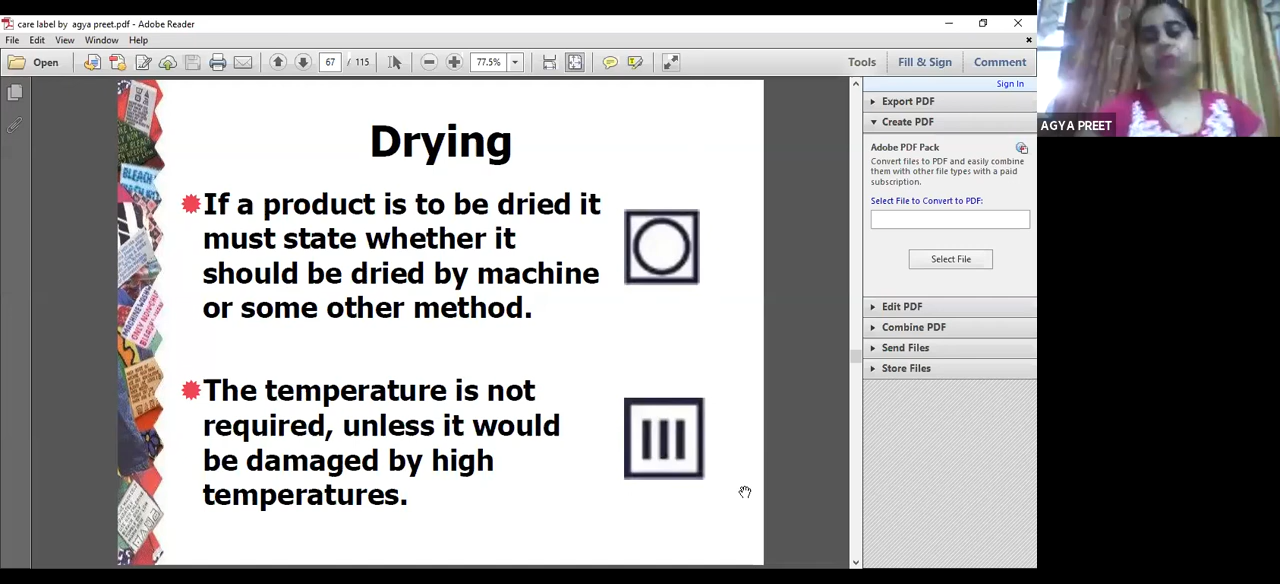 care label by agya preet.pdf - Adobe Reader
File Edit View Window Help
Open 67 / 115 77.5% Tools Fill & Sign Comment
Sign In
Export PDF
Create PDF
Adobe PDF Pack
Convert files to PDF and easily combine
them with other file types with a paid
subscription.
Select File to Convert to PDF:
Select File
Edit PDF
Combine PDF
Send Files
Store Files
Drying
If a product is to be dried it
must state whether it
should be dried by machine
or some other method.
The temperature is not
required, unless it would
be damaged by high
temperatures.
BLEACH
AGYA PREET